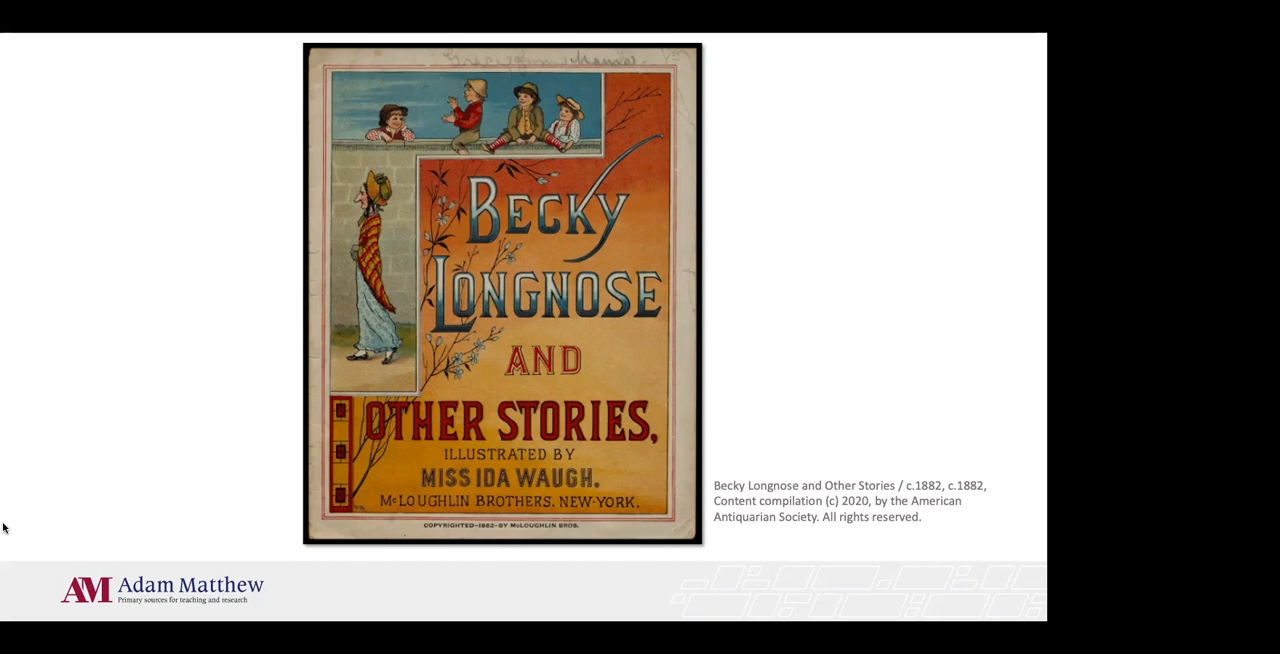 BECKY
LONGNOSE
AND
OTHER STORIES,
ILLUSTRATED BY
MISS IDA WAUGH.
McLOUGHLIN BROTHERS. NEW-YORK.
COPYRIGHTED-1882-BY McLOUGHLIN BROS.
Becky Longnose and Other Stories / c.1882, c.1882,
Content compilation (c) 2020, by the American
Antiquarian Society. All rights reserved.
AM Adam Matthew
Primary sources for teaching and research